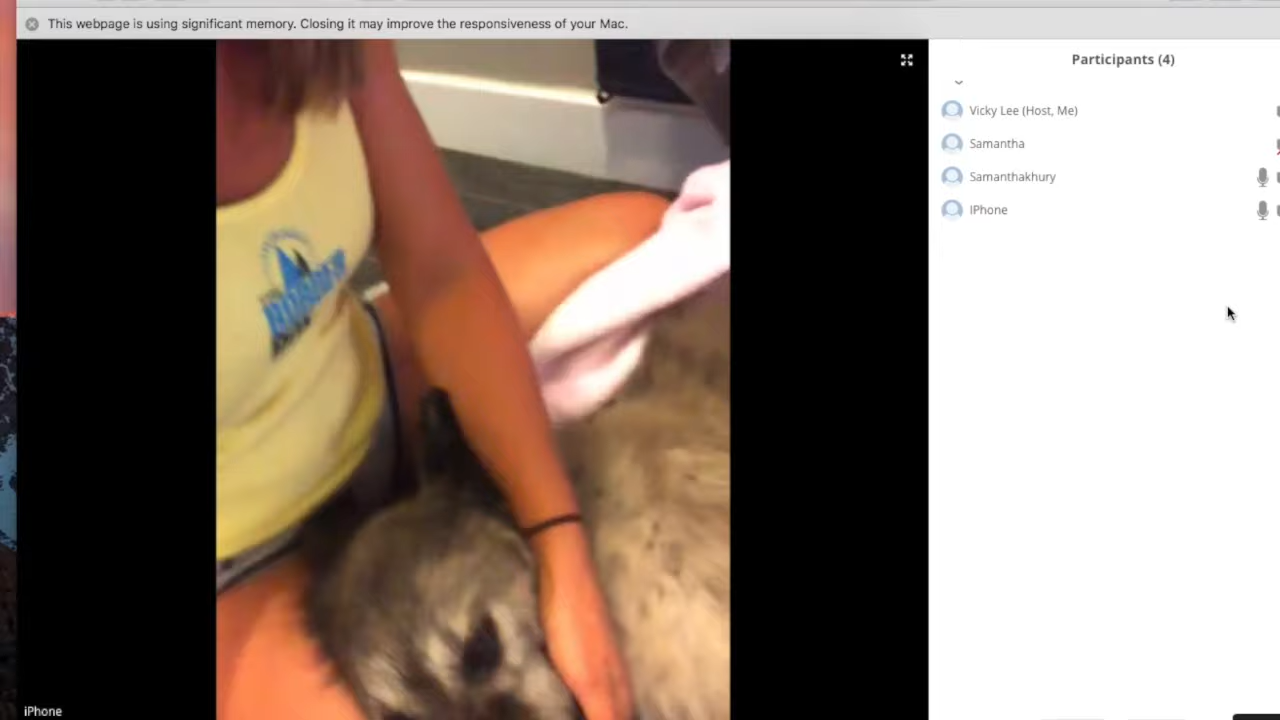 This webpage is using significant memory. Closing it may improve the responsiveness of your Mac.
Participants (4)
Vicky Lee (Host, Me)
Samantha
Samanthakhury
IPhone
iPhone